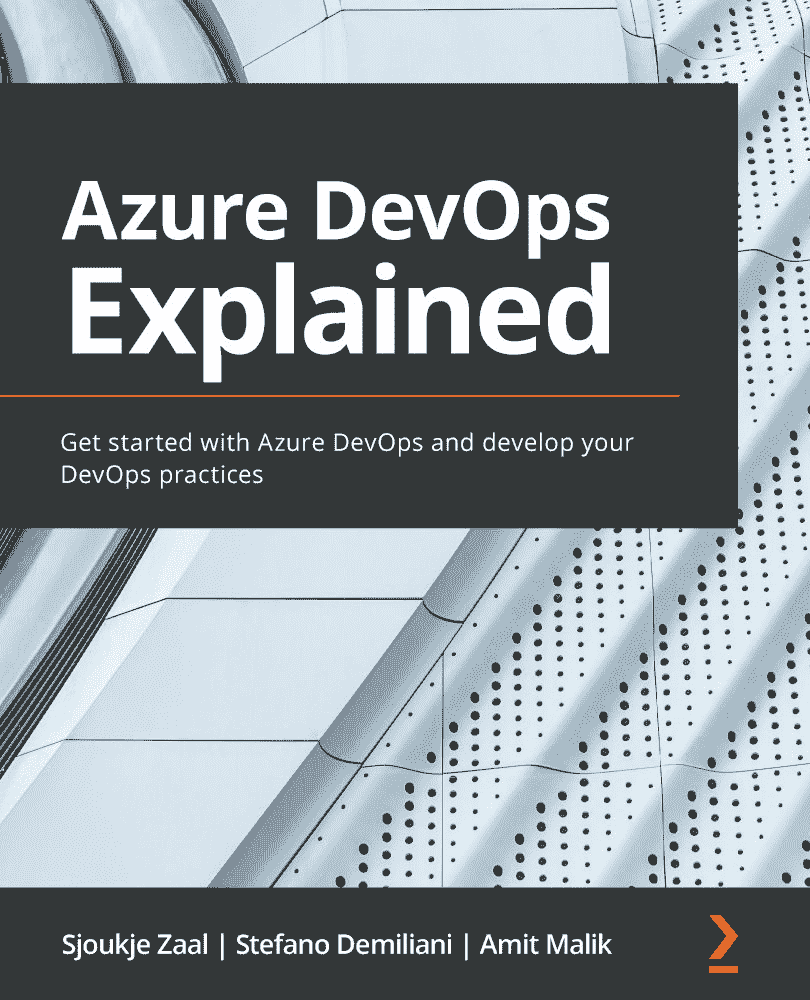 Azure DevOps
Explained
Get started with Azure DevOps and develop your
DevOps practices
Sjoukje Zaal | Stefano Demiliani | Amit Malik